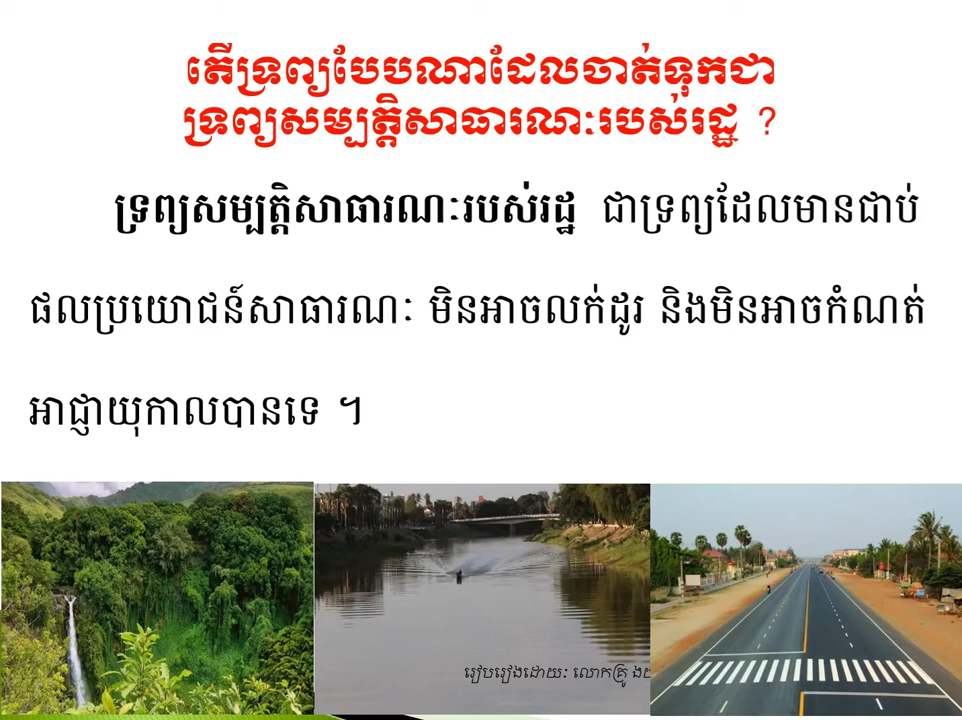 តើទ្រព្យបែបណាដែលចាត់ទុកជា
ទ្រព្យសម្បត្តិសាធារណៈរបស់រដ្ឋ ?
ទ្រព្យសម្បត្តិសាធារណៈរបស់រដ្ឋ ជាទ្រព្យដែលមានជាប់
ផលប្រយោជន៍សាធារណៈ មិនអាចលក់ដូរ និងមិនអាចកំណត់
អាជ្ញាយុកាលបានទេ ។
រៀបរៀងដោយៈ លោកគ្រូ